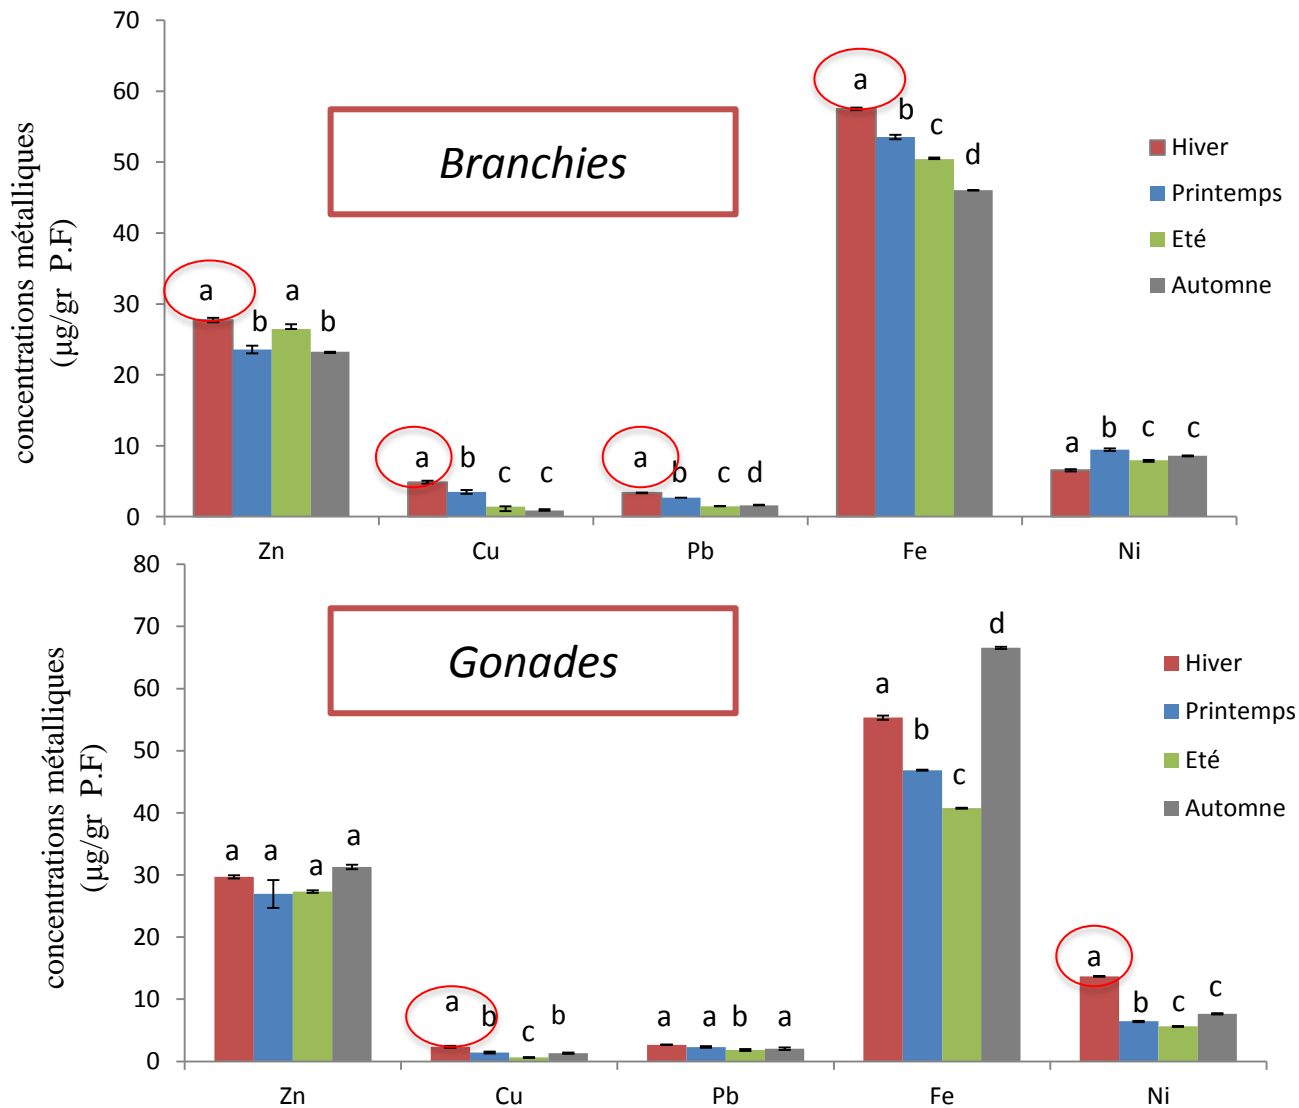 70
60
50
40
30
20
10
0
concentrations métalliques
(µg/gr P.F)
Branchies
a
b
a
b
a
b
c
c
a
b
c
d
a
b
c
d
a
b
c
c
Zn
Cu
Pb
Fe
Ni
Hiver
Printemps
Eté
Automne
80
70
60
50
40
30
20
10
0
concentrations métalliques
(µg/gr P.F)
Gonades
a
a
a
a
a
b
c
b
a
a
b
a
a
b
c
d
a
b
c
c
Zn
Cu
Pb
Fe
Ni
Hiver
Printemps
Eté
Automne